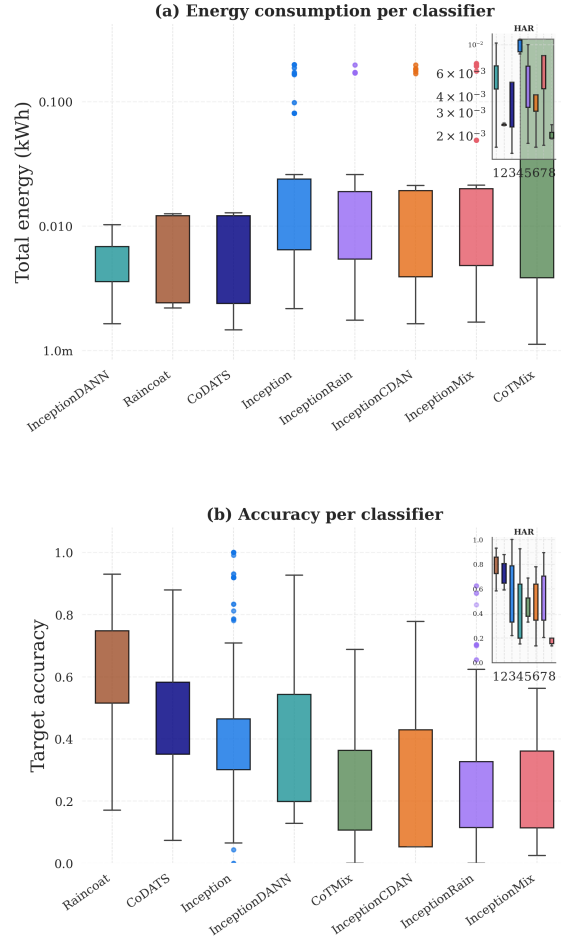 (a) Energy consumption per classifier
HAR
10⁻²
6 × 10⁻³
4 × 10⁻³
3 × 10⁻³
2 × 10⁻³
12345678
Total energy (kWh)
0.100
0.010
1.0m
InceptionDANN
Raincoat
CoDATS
Inception
InceptionRain
InceptionCDAN
InceptionMix
CoTMix
(b) Accuracy per classifier
HAR
1.0
0.8
0.6
0.4
0.2
0.0
12345678
Target accuracy
1.0
0.8
0.6
0.4
0.2
0.0
Raincoat
CoDATS
Inception
InceptionDANN
CoTMix
InceptionCDAN
InceptionRain
InceptionMix